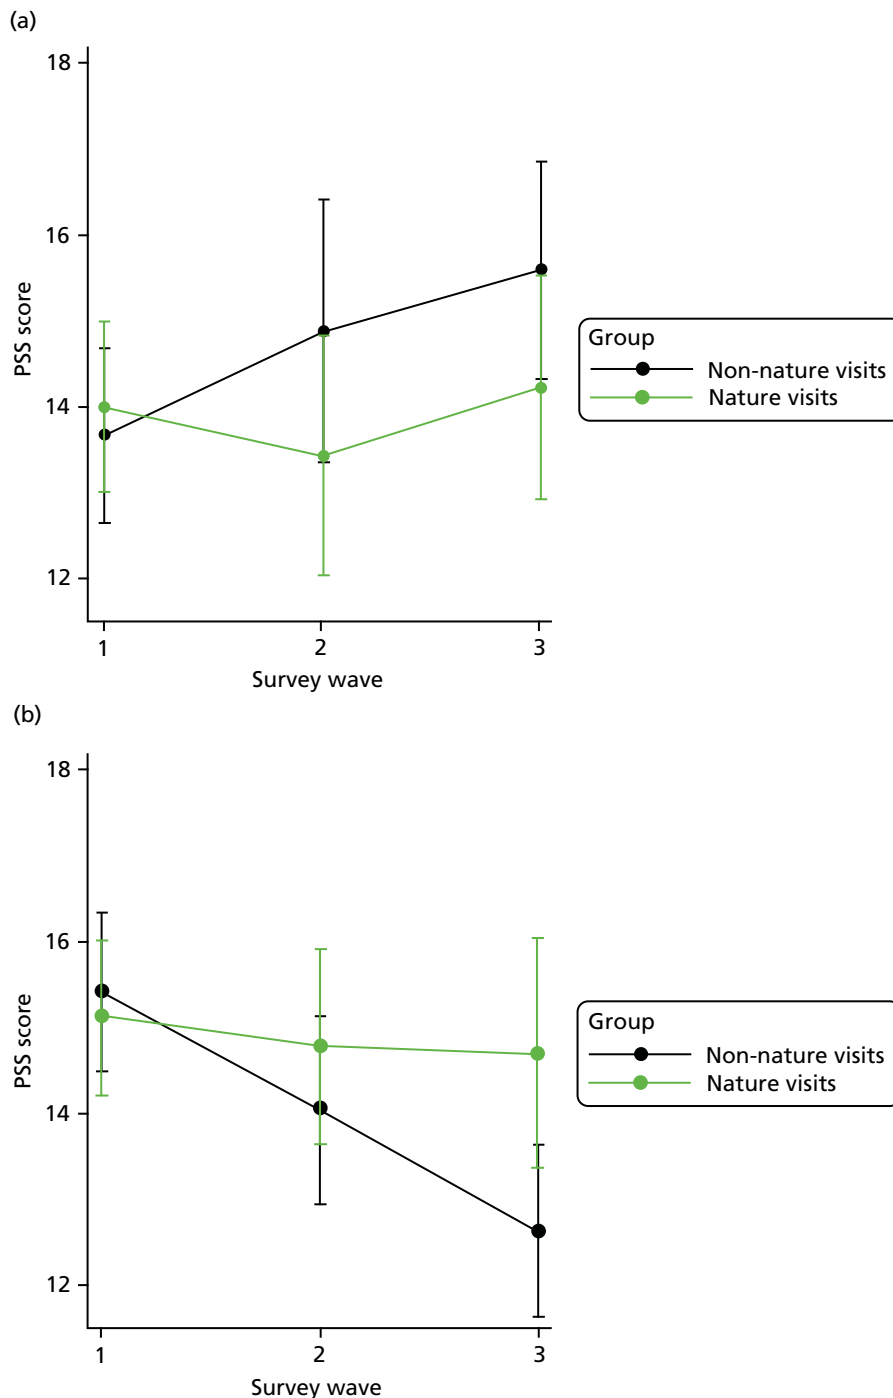 (a)
18
16
14
12
PSS score
1 2 3
Survey wave
Group
Non-nature visits
Nature visits
(b)
18
16
14
12
PSS score
1 2 3
Survey wave
Group
Non-nature visits
Nature visits